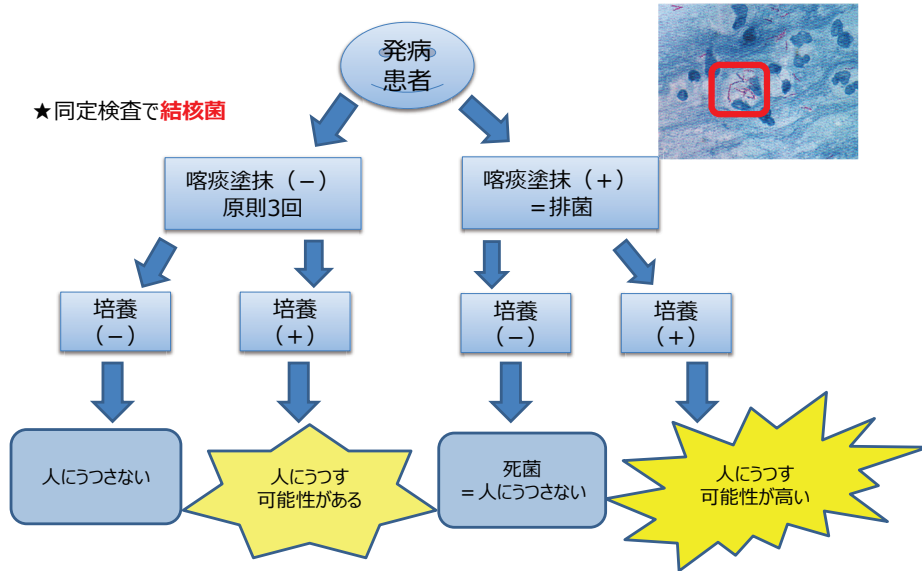 発病
患者
★同定検査で結核菌
喀痰塗抹（－）
原則3回
喀痰塗抹（＋）
＝排菌
培養
（－）
培養
（＋）
培養
（－）
培養
（＋）
人にうつさない
人にうつす
可能性がある
死菌
＝人にうつさない
人にうつす
可能性が高い